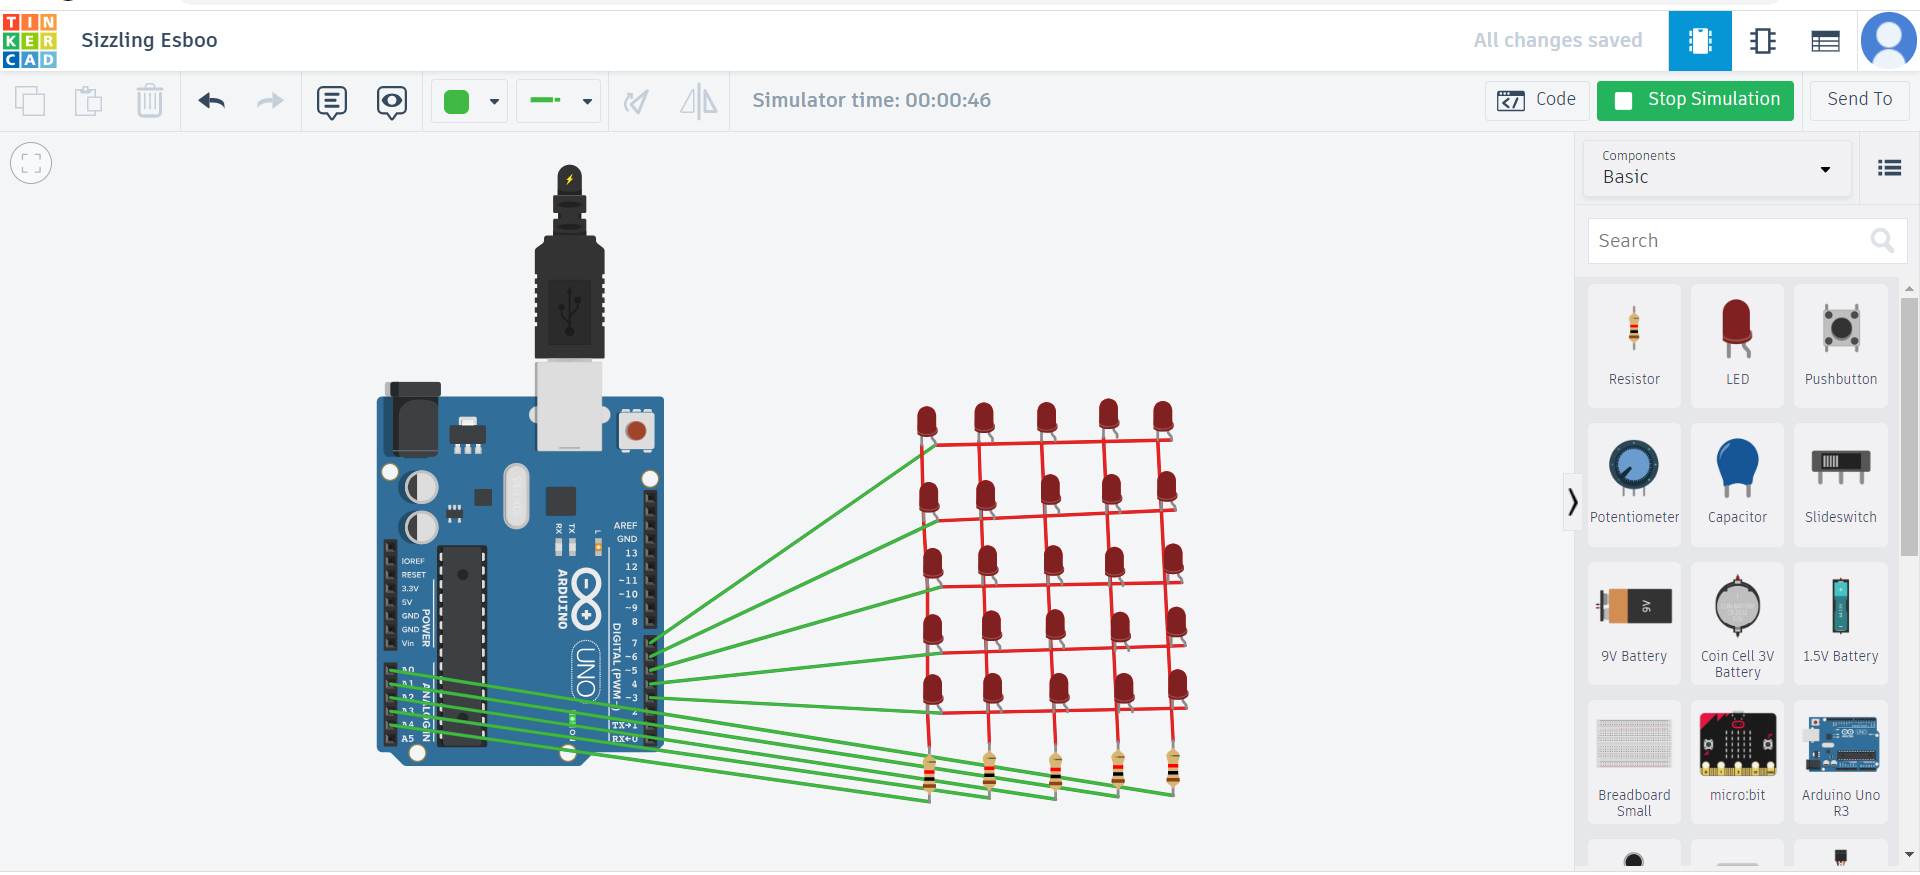 TIN
KER
CAD
Sizzling Esboo
All changes saved
Simulator time: 00:00:46
Code
Stop Simulation
Send To
Components
Basic
Search
Resistor
LED
Pushbutton
Potentiometer
Capacitor
Slideswitch
9V
9V Battery
Coin Cell 3V
Battery
1.5V Battery
Breadboard
Small
micro:bit
Arduino Uno
R3
RX
TX
L
AREF
GND
13
12
~11
~10
~9
8
7
~6
~5
4
~3
2
TX→1
RX←0
DIGITAL (PWM~)
ARDUINO
UNO
ON
IOREF
RESET
3.3V
5V
GND
GND
Vin
POWER
A0
A1
A2
A3
A4
A5
ANALOG IN